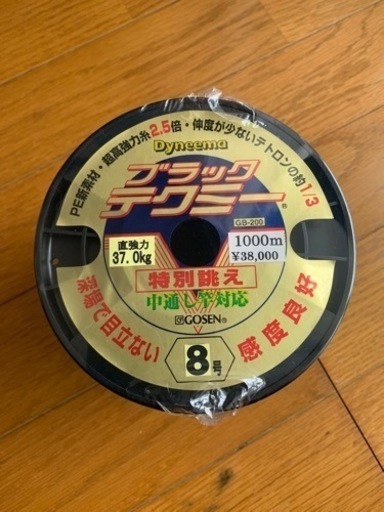 PE新素材・超高強力糸2.5倍・伸度が少ないテトロンの約1/3
Dyneema
ブラック
テクミー®
GB-200
直強力
37.0kg
1000m
¥38,000
特別誂え
中通し竿対応
GOSEN®
深場で目立ない
8号
感度良好